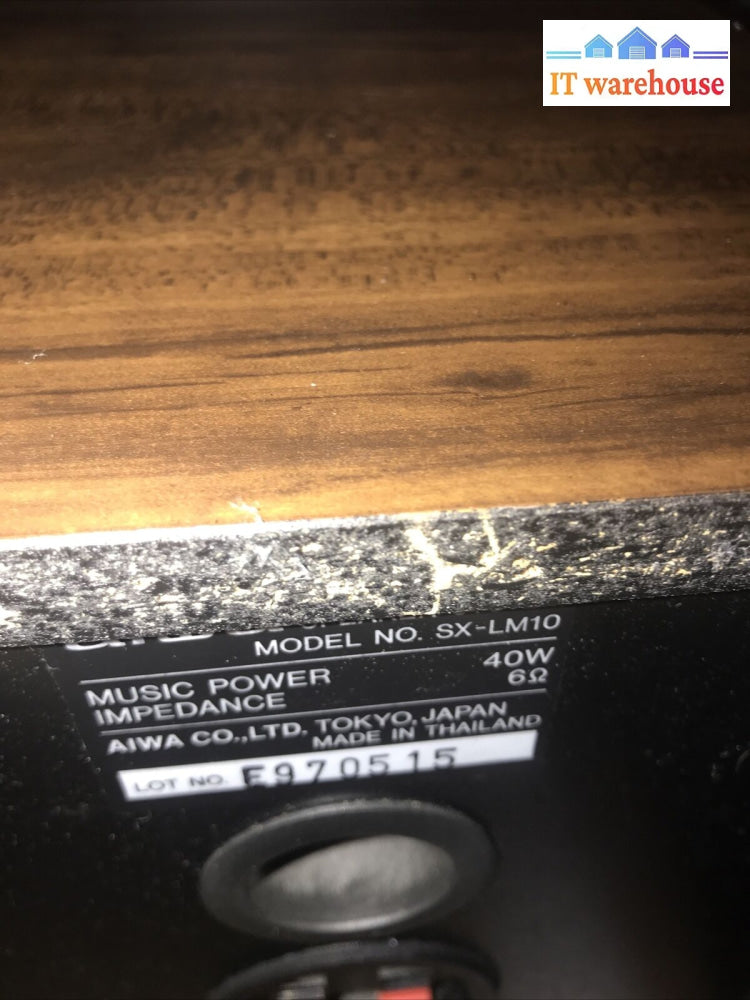 IT warehouse
MODEL NO. SX-LM10
MUSIC POWER 40W
IMPEDANCE 6Ω
AIWA CO.,LTD. TOKYO, JAPAN
MADE IN THAILAND
LOT NO. E970515